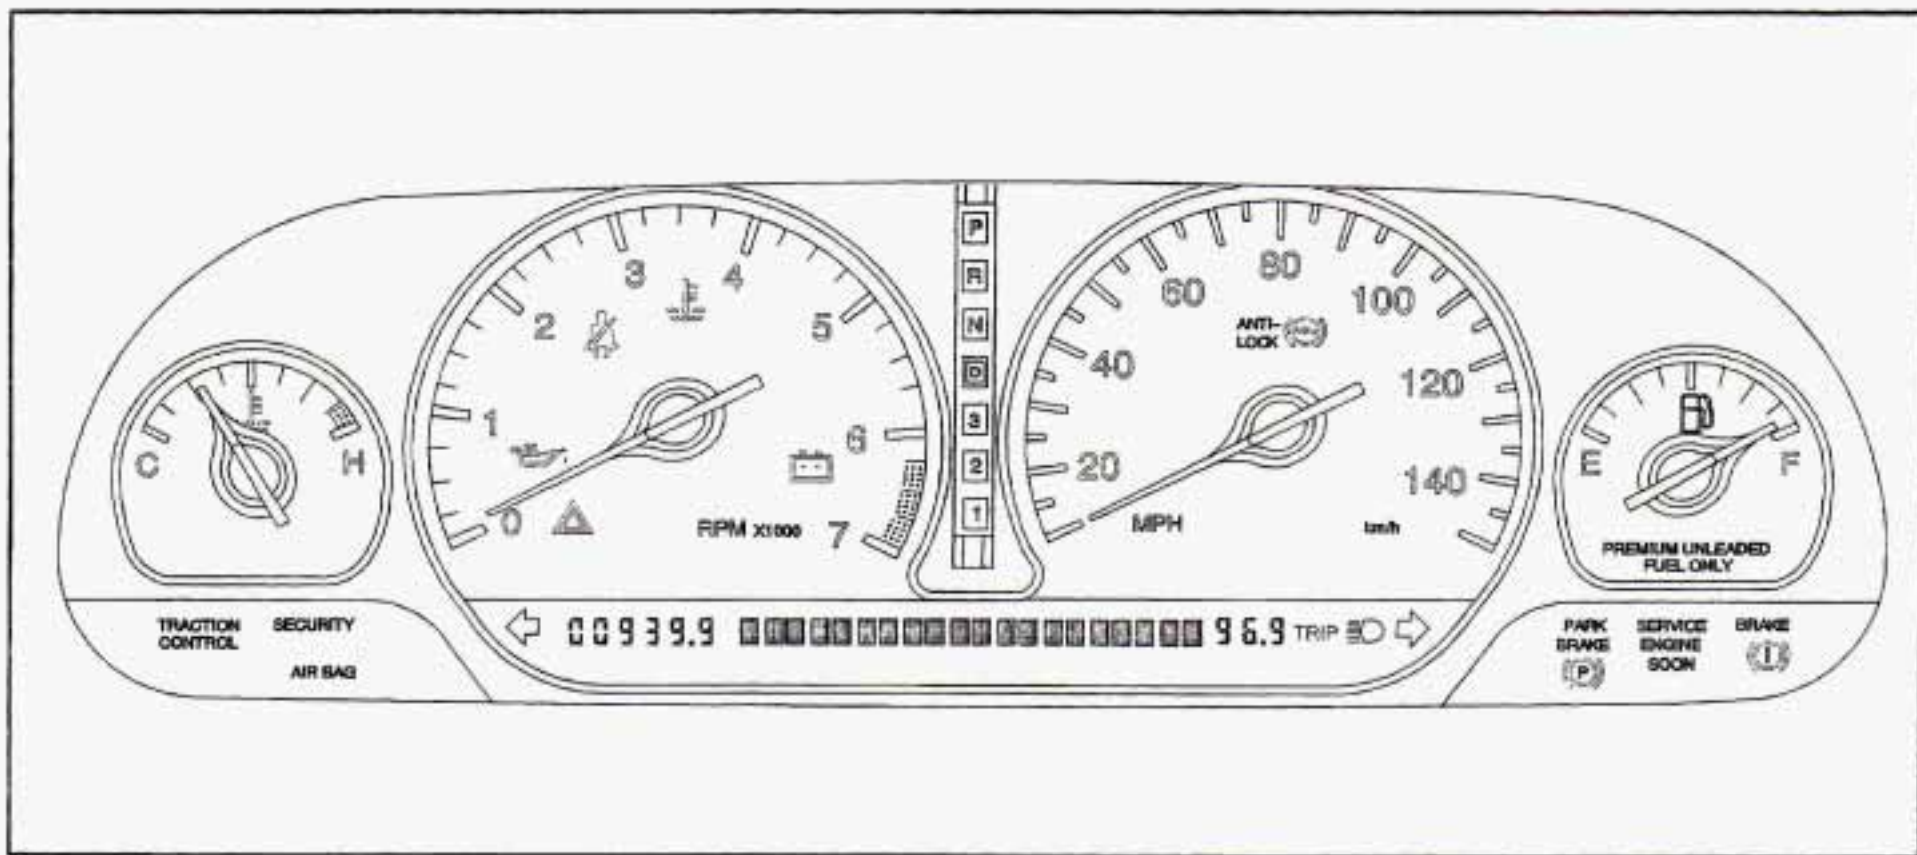 C
H
TRACTION
CONTROL
SECURITY
AIR BAG
0
1
2
3
4
5
6
7
RPM X1000
P
R
N
D
3
2
1
20
40
60
80
100
120
140
ANTI-
LOCK
MPH
km/h
E
F
PREMIUM UNLEADED
FUEL ONLY
00939.9
96.9 TRIP
PARK
BRAKE
P
SERVICE
ENGINE
SOON
BRAKE